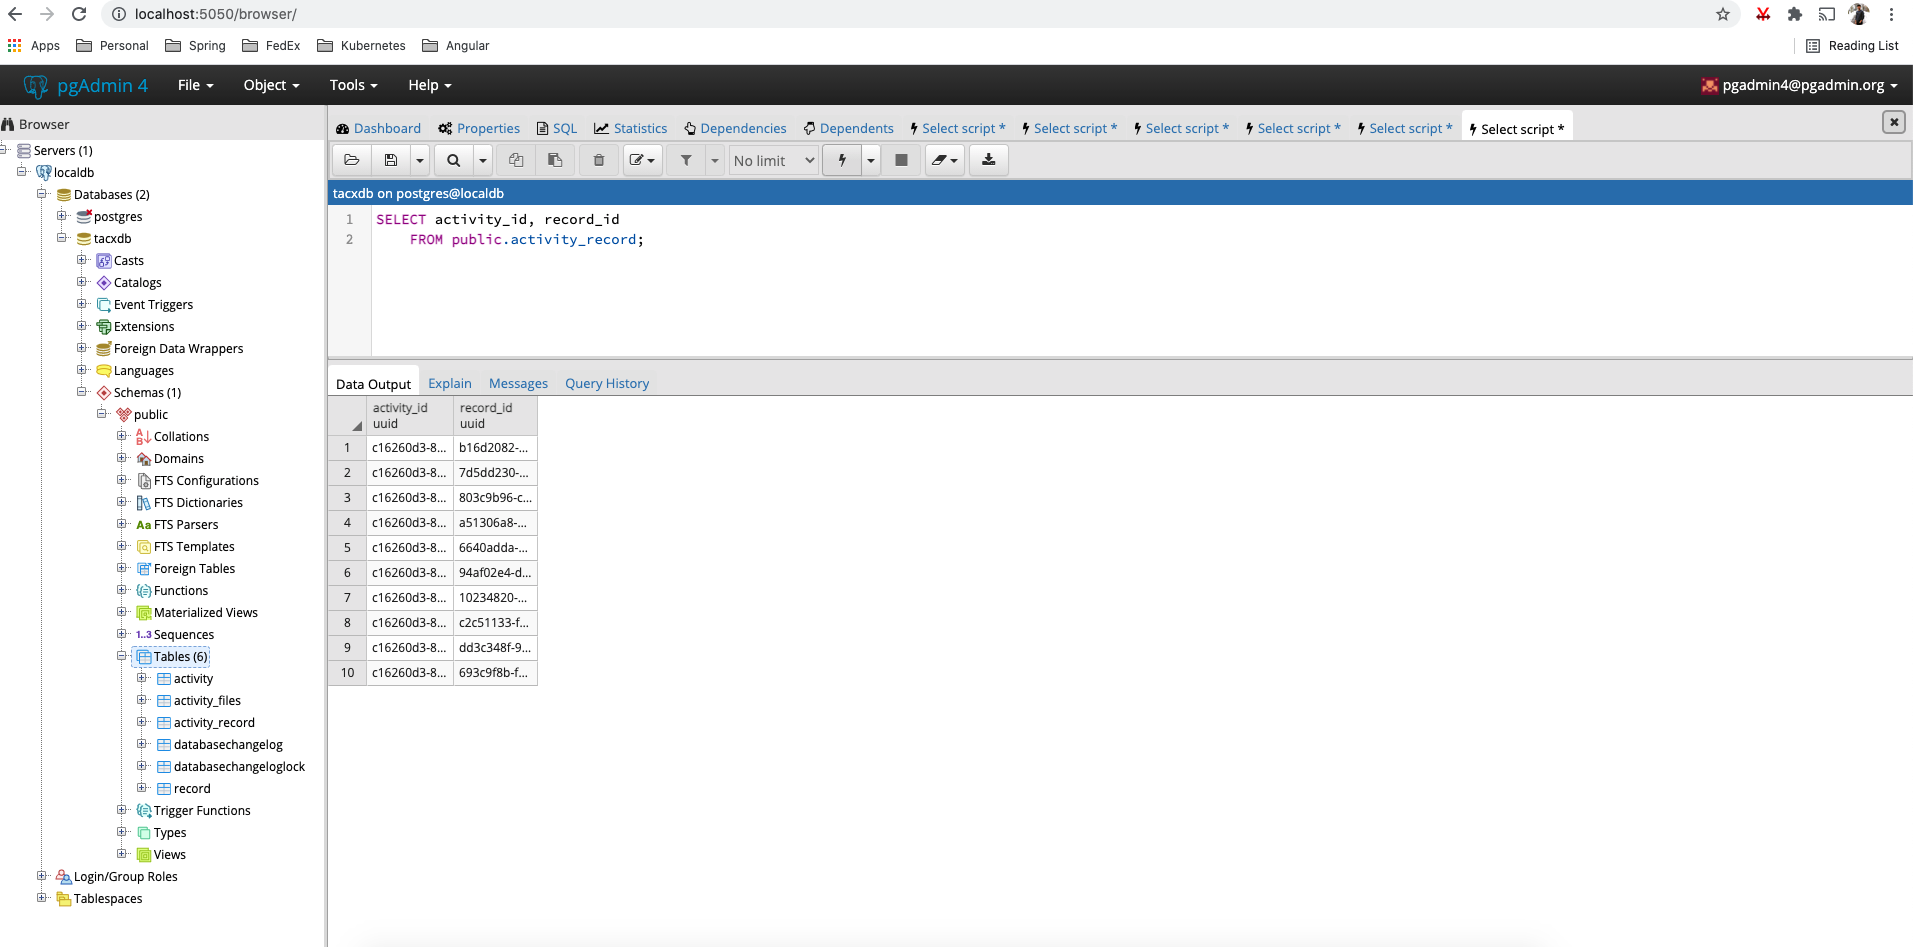 localhost:5050/browser/
Apps Personal Spring FedEx Kubernetes Angular Reading List
pgAdmin 4 File Object Tools Help pgadmin4@pgadmin.org
Browser
Servers (1)
localdb
Databases (2)
postgres
tacxdb
Casts
Catalogs
Event Triggers
Extensions
Foreign Data Wrappers
Languages
Schemas (1)
public
Collations
Domains
FTS Configurations
FTS Dictionaries
Aa FTS Parsers
FTS Templates
Foreign Tables
Functions
Materialized Views
1..3 Sequences
Tables (6)
activity
activity_files
activity_record
databasechangelog
databasechangeloglock
record
Trigger Functions
Types
Views
Login/Group Roles
Tablespaces
Dashboard Properties SQL Statistics Dependencies Dependents Select script * Select script * Select script * Select script * Select script * Select script *
No limit
tacxdb on postgres@localdb
1 SELECT activity_id, record_id
2 FROM public.activity_record;
Data Output Explain Messages Query History
activity_id record_id
uuid uuid
1 c16260d3-8... b16d2082-...
2 c16260d3-8... 7d5dd230-...
3 c16260d3-8... 803c9b96-c...
4 c16260d3-8... a51306a8-...
5 c16260d3-8... 6640adda-...
6 c16260d3-8... 94af02e4-d...
7 c16260d3-8... 10234820-...
8 c16260d3-8... c2c51133-f...
9 c16260d3-8... dd3c348f-9...
10 c16260d3-8... 693c9f8b-f...